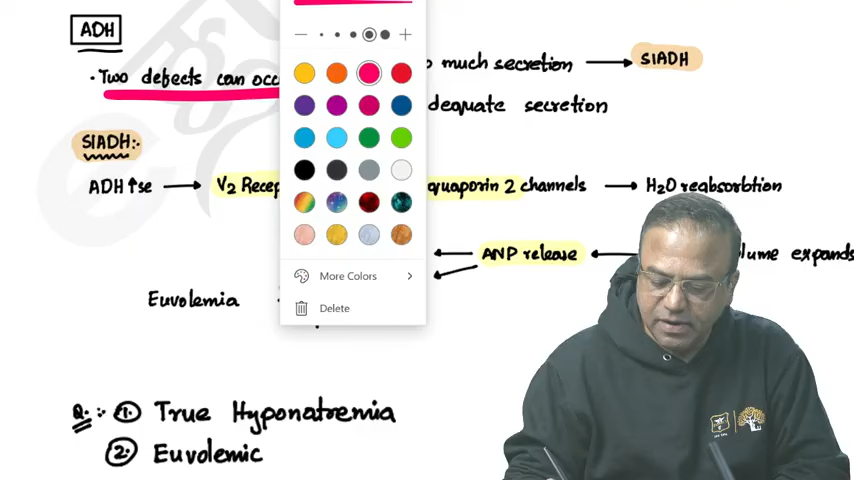 ADH
· Two defects can occ
o much secretion → SIADH
dequate secretion
SIADH:-
ADH ↑se → V₂ Recep
quaporin 2 channels → H₂O reabsorbtion
ANP release ← lume expands
Euvolemia
More Colors
Delete
Q:- ① True Hyponatremia
② Euvolemic